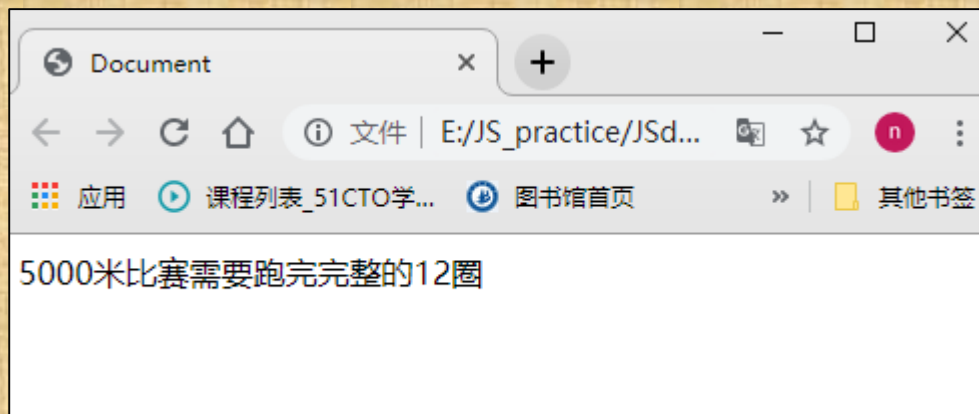 Document
文件 E:/JS_practice/JSd... n
应用 课程列表_51CTO学... 图书馆首页 » 其他书签
5000米比赛需要跑完完整的12圈